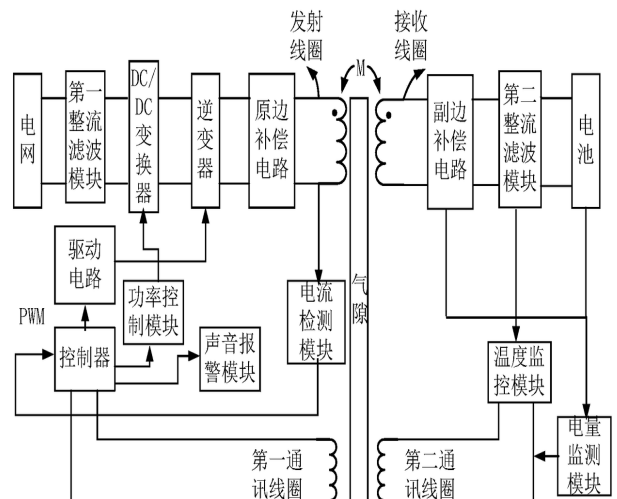 发射
线圈
接收
线圈
M
电
网
第一
整流
滤波
模块
DC/
DC
变
换
器
逆
变
器
原边
补偿
电路
副边
补偿
电路
第二
整流
滤波
模块
电
池
驱动
电路
功率控
制模块
PWM
控制器
声音报
警模块
电流
检测
模块
气
隙
温度监
控模块
电量
监测
模块
第一通
讯线圈
第二通
讯线圈